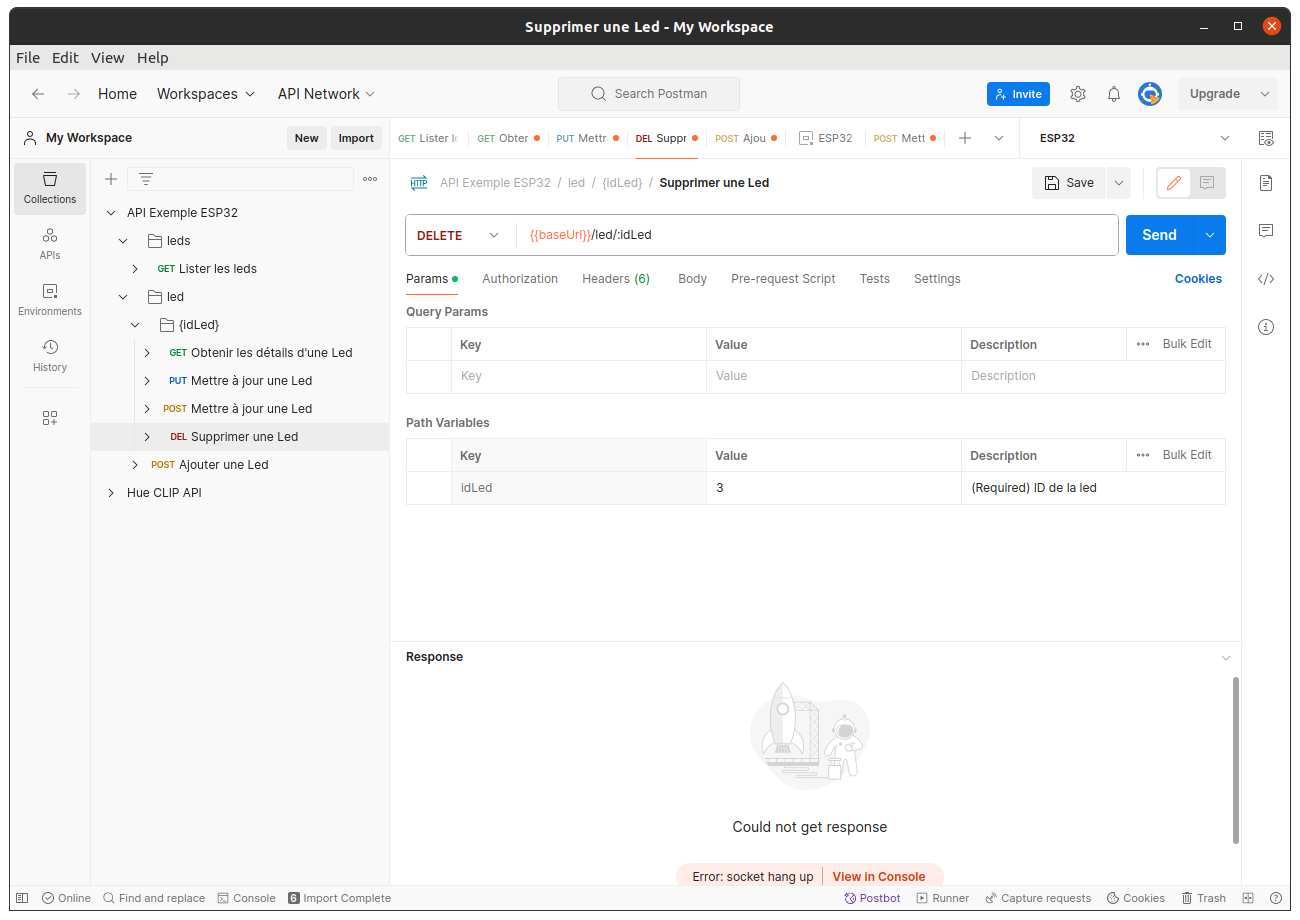 Supprimer une Led - My Workspace
File Edit View Help
Home Workspaces API Network Search Postman Invite Upgrade
My Workspace New Import
GET Lister l GET Obter PUT Mettr DEL Suppr POST Ajou ESP32 POST Mett ESP32
Collections
APIs
Environments
History
API Exemple ESP32
leds
GET Lister les leds
led
{idLed}
GET Obtenir les détails d'une Led
PUT Mettre à jour une Led
POST Mettre à jour une Led
DEL Supprimer une Led
POST Ajouter une Led
Hue CLIP API
HTTP API Exemple ESP32 / led / {idLed} / Supprimer une Led Save
DELETE {{baseUrl}}/led/:idLed Send
Params Authorization Headers (6) Body Pre-request Script Tests Settings Cookies
Query Params
Key Value Description Bulk Edit
Key Value Description
Path Variables
Key Value Description Bulk Edit
idLed 3 (Required) ID de la led
Response
Could not get response
Error: socket hang up View in Console
Online Find and replace Console 6 Import Complete Postbot Runner Capture requests Cookies Trash